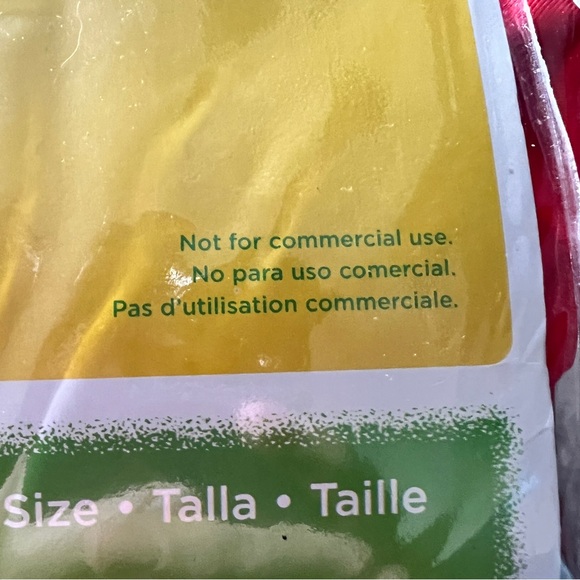 Not for commercial use.
No para uso comercial.
Pas d'utilisation commerciale.
Size • Talla • Taille